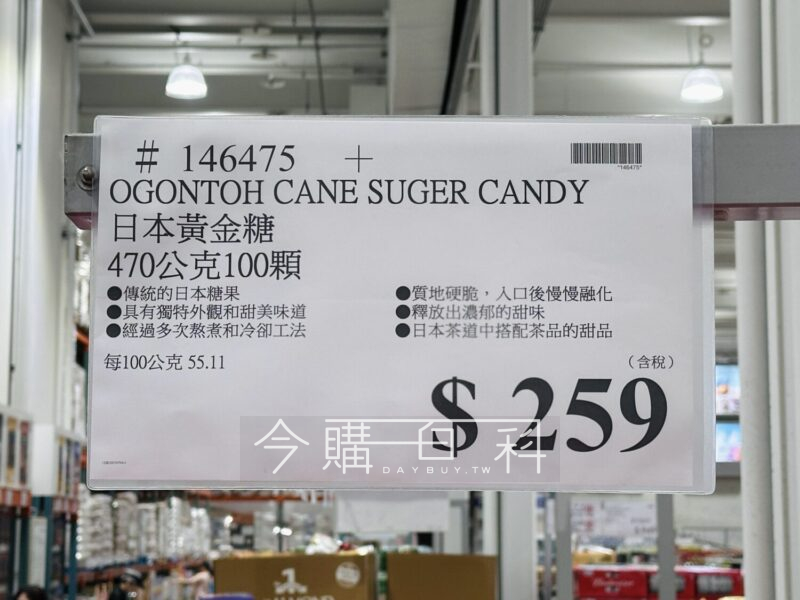 # 146475 +
*146475*
OGONTOH CANE SUGER CANDY
日本黃金糖
470公克100顆
●傳統的日本糖果
●具有獨特外觀和甜美味道
●經過多次熬煮和冷卻工法
●質地硬脆，入口後慢慢融化
●釋放出濃郁的甜味
●日本茶道中搭配茶品的甜品
每100公克 55.11
（含稅）
$ 259
今購百科
DAYBUY.TW